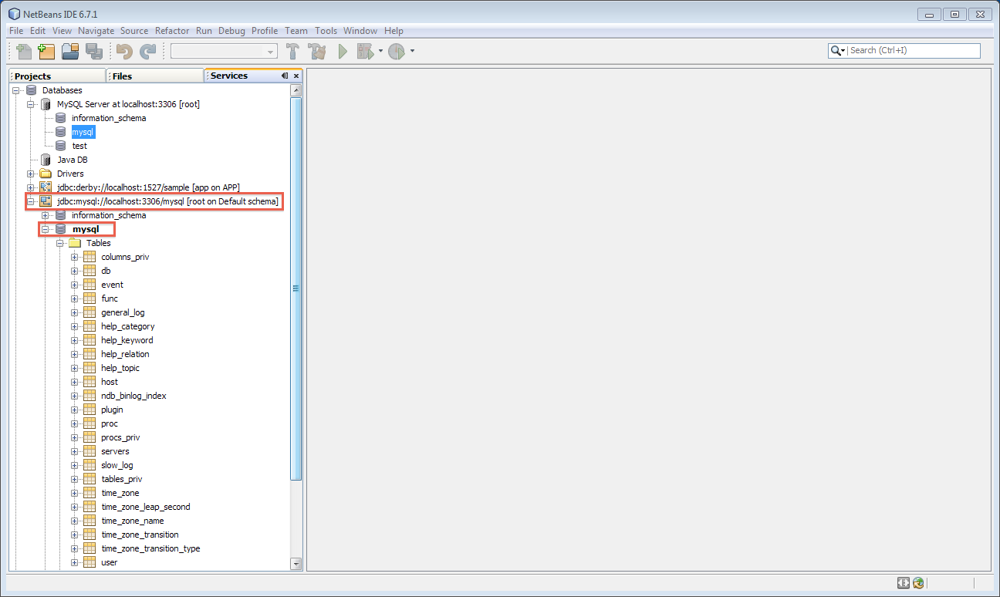 NetBeans IDE 6.7.1
File Edit View Navigate Source Refactor Run Debug Profile Team Tools Window Help
Search (Ctrl+I)
Projects Files Services
Databases
MySQL Server at localhost:3306 [root]
information_schema
mysql
test
Java DB
Drivers
jdbc:derby://localhost:1527/sample [app on APP]
jdbc:mysql://localhost:3306/mysql [root on Default schema]
information_schema
mysql
Tables
columns_priv
db
event
func
general_log
help_category
help_keyword
help_relation
help_topic
host
ndb_binlog_index
plugin
proc
procs_priv
servers
slow_log
tables_priv
time_zone
time_zone_leap_second
time_zone_name
time_zone_transition
time_zone_transition_type
user